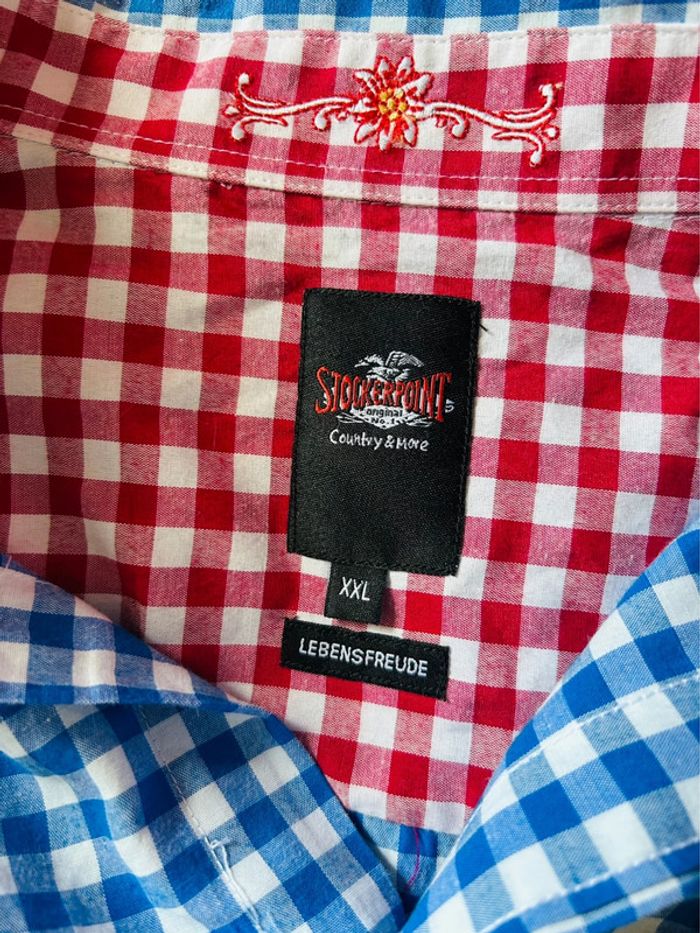 STOCKERPOINT
original
No. 1
Country & More
XXL
LEBENSFREUDE